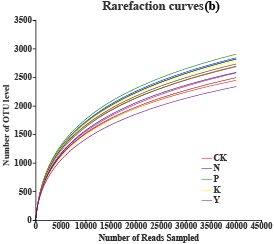 Rarefaction curves(b)
3500
3000
2500
2000
1500
1000
500
0
Number of OTU level
0 5000 10000 15000 20000 25000 30000 35000 40000 45000
Number of Reads Sampled
CK
N
P
K
Y